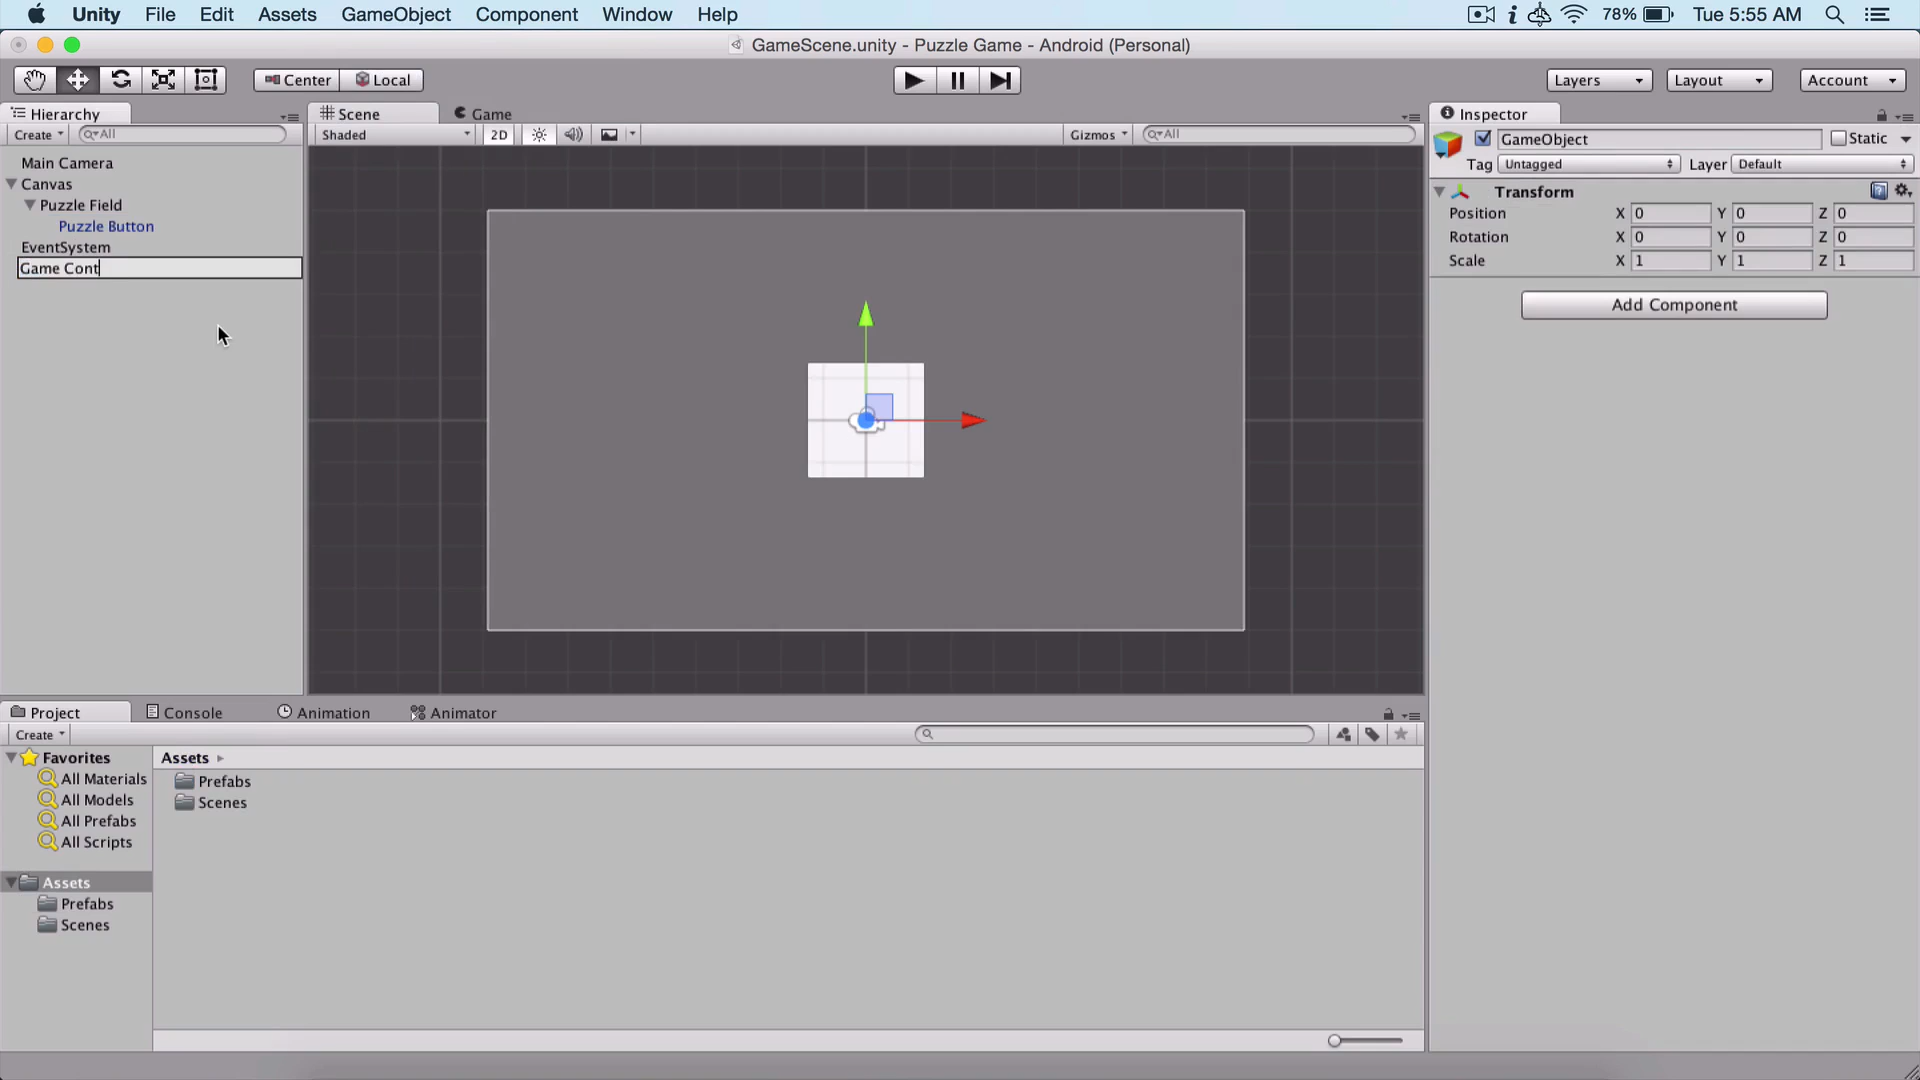 Unity File Edit Assets GameObject Component Window Help 78% Tue 5:55 AM
GameScene.unity - Puzzle Game - Android (Personal)
Center Local Layers Layout Account
Hierarchy Scene Game Inspector
Create All Shaded 2D Gizmos All GameObject Static
Tag Untagged Layer Default
Main Camera
Canvas
Puzzle Field
Puzzle Button
EventSystem
Game Cont
Transform
Position X 0 Y 0 Z 0
Rotation X 0 Y 0 Z 0
Scale X 1 Y 1 Z 1
Add Component
Project Console Animation Animator
Create
Favorites
All Materials
All Models
All Prefabs
All Scripts
Assets
Prefabs
Scenes
Assets
Prefabs
Scenes